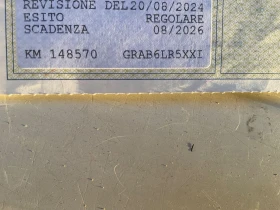 REVISIONE DEL20/08/2024
ESITO REGOLARE
SCADENZA 08/2026
KM 148570 GRAB6LR5XXI